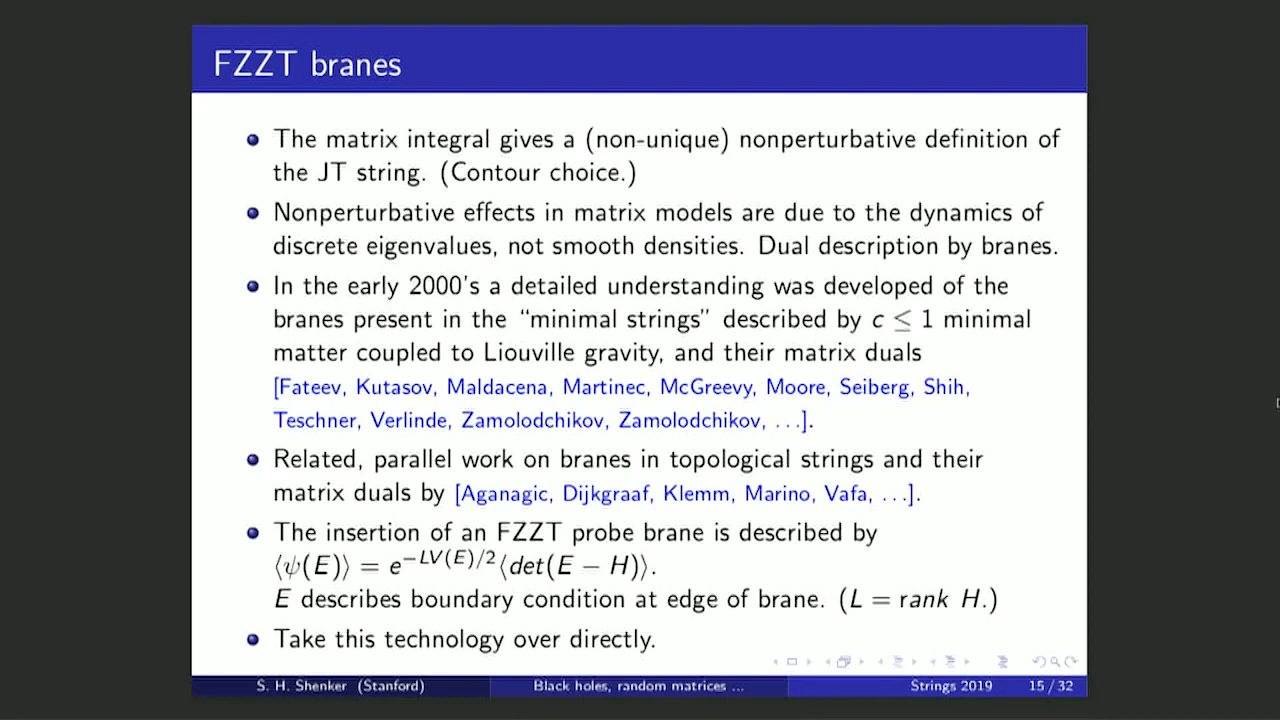 FZZT branes
The matrix integral gives a (non-unique) nonperturbative definition of
the JT string. (Contour choice.)
Nonperturbative effects in matrix models are due to the dynamics of
discrete eigenvalues, not smooth densities. Dual description by branes.
In the early 2000's a detailed understanding was developed of the
branes present in the “minimal strings” described by c ≤ 1 minimal
matter coupled to Liouville gravity, and their matrix duals
[Fateev, Kutasov, Maldacena, Martinec, McGreevy, Moore, Seiberg, Shih,
Teschner, Verlinde, Zamolodchikov, Zamolodchikov, ...].
Related, parallel work on branes in topological strings and their
matrix duals by [Aganagic, Dijkgraaf, Klemm, Marino, Vafa, ...].
The insertion of an FZZT probe brane is described by
⟨ψ(E)⟩ = e^{−LV(E)/2}⟨det(E − H)⟩.
E describes boundary condition at edge of brane. (L = rank H.)
Take this technology over directly.
S. H. Shenker (Stanford) Black holes, random matrices ... Strings 2019 15 / 32